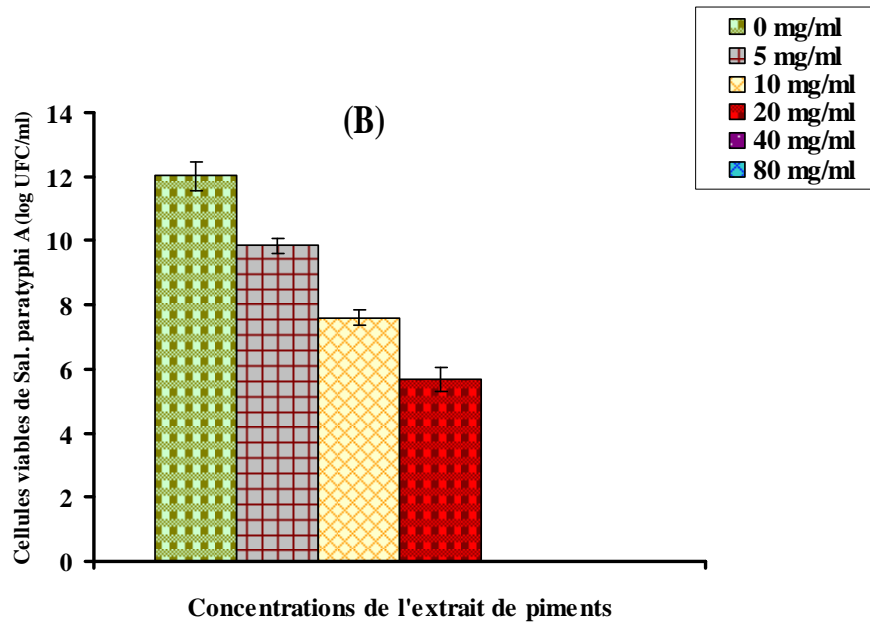 0 mg/ml
5 mg/ml
10 mg/ml
20 mg/ml
40 mg/ml
80 mg/ml
(B)
14
12
10
8
6
4
2
0
Cellules viables de Sal. paratyphi A (log UFC/ml)
Concentrations de l'extrait de piments